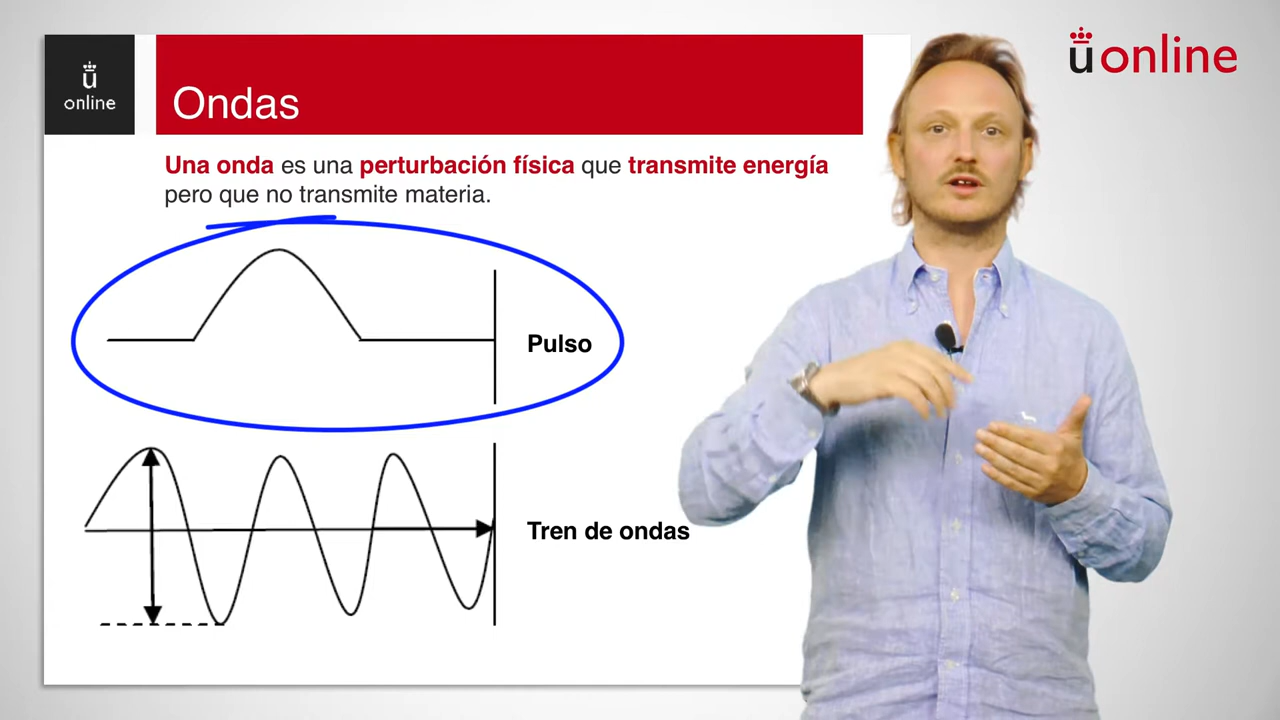 ü
online
Ondas
üonline
Una onda es una perturbación física que transmite energía
pero que no transmite materia.
Pulso
Tren de ondas